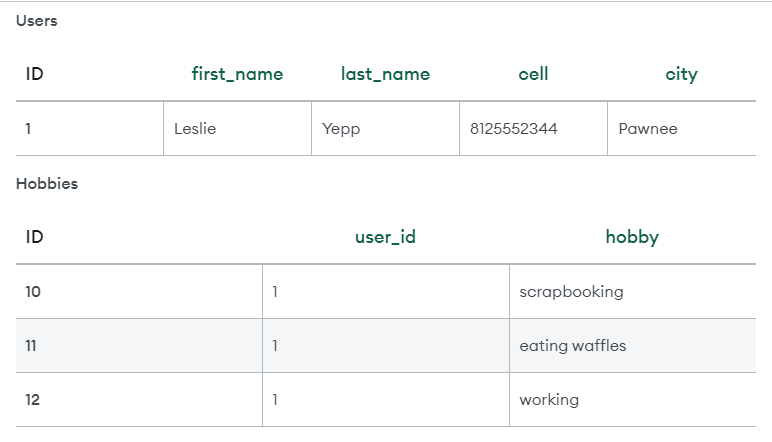 Users
ID first_name last_name cell city
1 Leslie Yepp 8125552344 Pawnee
Hobbies
ID user_id hobby
10 1 scrapbooking
11 1 eating waffles
12 1 working